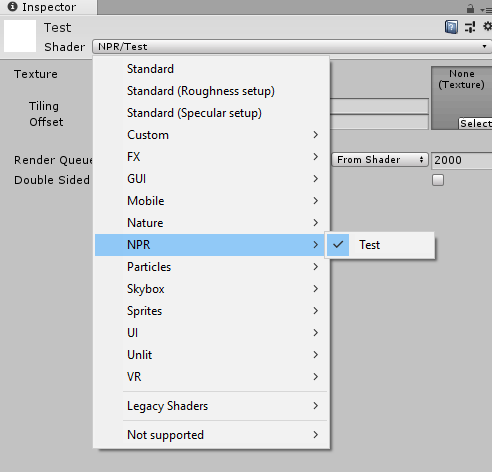 Inspector
Test
Shader NPR/Test
Texture
None
(Texture)
Tiling
Offset
Select
Render Queue
From Shader
2000
Double Sided
Standard
Standard (Roughness setup)
Standard (Specular setup)
Custom
FX
GUI
Mobile
Nature
NPR
Test
Particles
Skybox
Sprites
UI
Unlit
VR
Legacy Shaders
Not supported